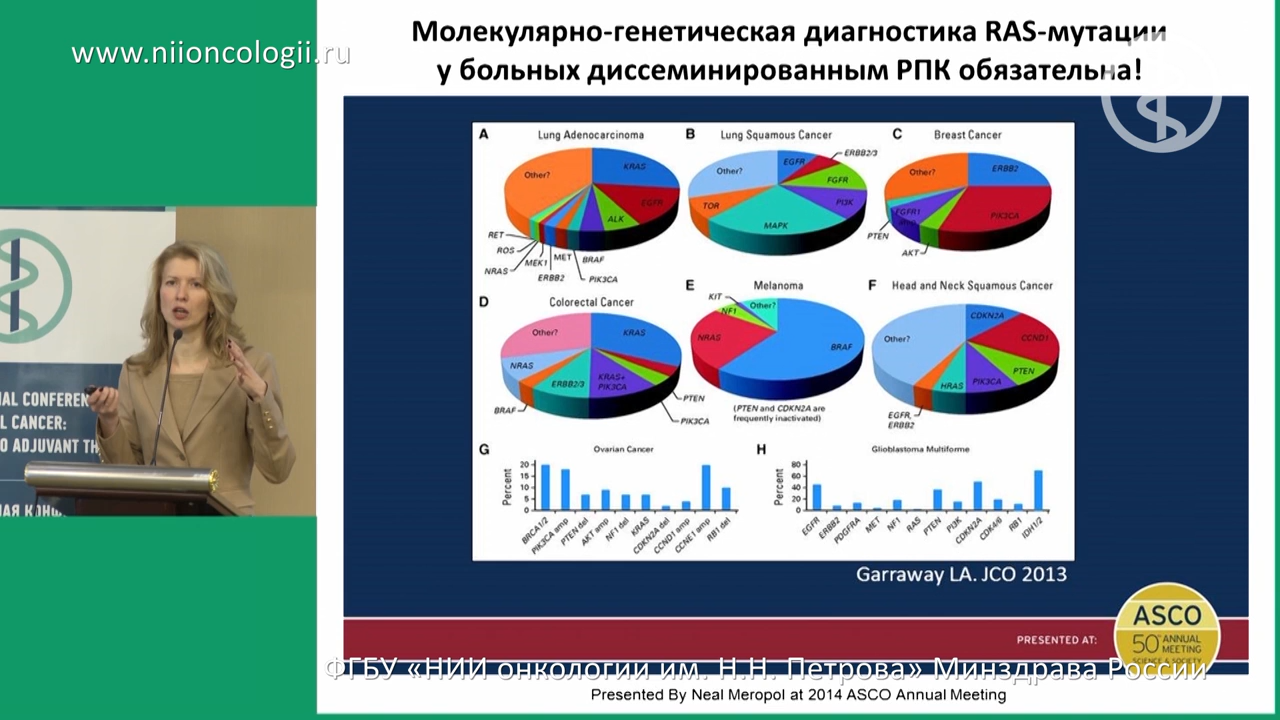 www.niioncologii.ru
Молекулярно-генетическая диагностика RAS-мутации
у больных диссеминированным РПК обязательна!
A Lung Adenocarcinoma
KRAS
EGFR
ALK
BRAF
PIK3CA
MET
ERBB2
MEK1
NRAS
ROS
RET
Other?
B Lung Squamous Cancer
EGFR
ERBB2/3
FGFR
PI3K
MAPK
TOR
Other?
C Breast Cancer
ERBB2
PIK3CA
AKT
PTEN
FGFR1
Other?
D Colorectal Cancer
KRAS
PTEN
PIK3CA
KRAS+
PIK3CA
ERBB2/3
BRAF
NRAS
Other?
E Melanoma
KIT
NF1
Other?
NRAS
BRAF
(PTEN and CDKN2A are
frequently inactivated)
F Head and Neck Squamous Cancer
CDKN2A
CCND1
PTEN
PIK3CA
HRAS
EGFR,
ERBB2
Other?
G Ovarian Cancer
Percent
20
15
10
5
0
BRCA1/2
PIK3CA amp
PTEN del
AKT amp
NF1 del
KRAS
CDKN2A del
CCND1 amp
CCNE1 amp
RB1 del
H Glioblastoma Multiforme
Percent
80
60
40
20
0
EGFR
ERBB2
PDGFRA
MET
NF1
RAS
PTEN
PI3K
CDKN2A
CDK4/6
RB1
IDH1/2
Garraway LA. JCO 2013
PRESENTED AT:
ASCO
50TH ANNUAL
MEETING
SCIENCE & SOCIETY
ФГБУ «НИИ онкологии им. Н.Н. Петрова» Минздрава России
Presented By Neal Meropol at 2014 ASCO Annual Meeting
NAL CONFEREN
L CANCER:
O ADJUVANT TH